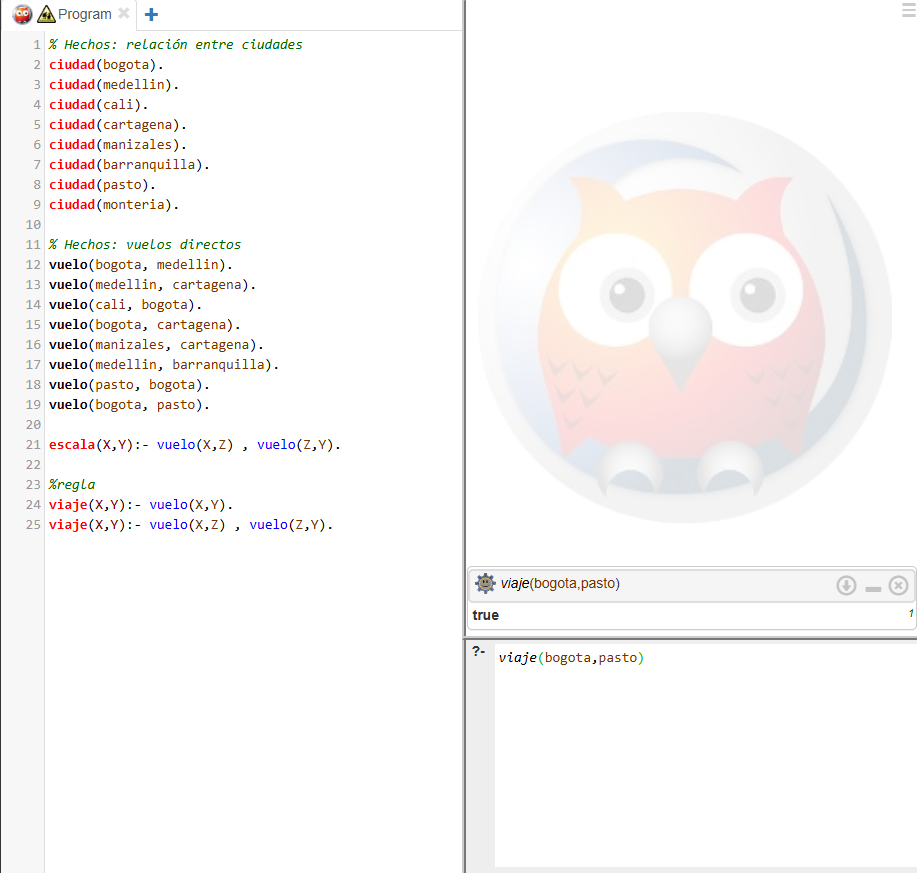 Program
1 % Hechos: relación entre ciudades
2 ciudad(bogota).
3 ciudad(medellin).
4 ciudad(cali).
5 ciudad(cartagena).
6 ciudad(manizales).
7 ciudad(barranquilla).
8 ciudad(pasto).
9 ciudad(monteria).
10
11 % Hechos: vuelos directos
12 vuelo(bogota, medellin).
13 vuelo(medellin, cartagena).
14 vuelo(cali, bogota).
15 vuelo(bogota, cartagena).
16 vuelo(manizales, cartagena).
17 vuelo(medellin, barranquilla).
18 vuelo(pasto, bogota).
19 vuelo(bogota, pasto).
20
21 escala(X,Y):- vuelo(X,Z) , vuelo(Z,Y).
22
23 %regla
24 viaje(X,Y):- vuelo(X,Y).
25 viaje(X,Y):- vuelo(X,Z) , vuelo(Z,Y).
viaje(bogota,pasto)
true 1
?- viaje(bogota,pasto)